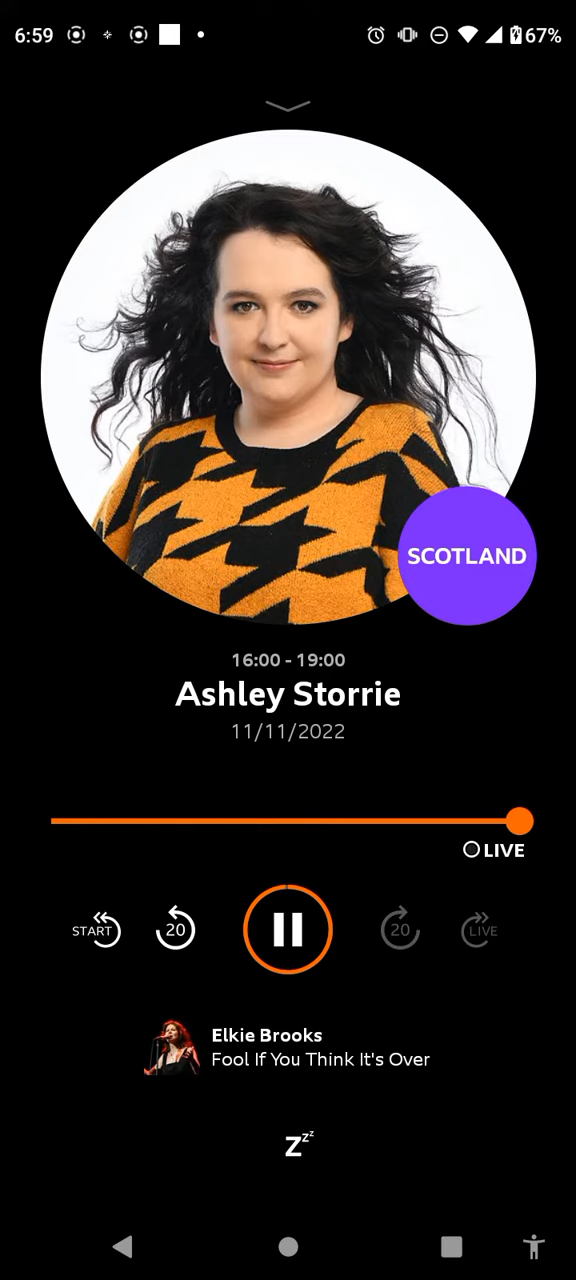 6:59 67%
SCOTLAND
16:00 - 19:00
Ashley Storrie
11/11/2022
LIVE
START 20 20 LIVE
Elkie Brooks
Fool If You Think It's Over
Zzz